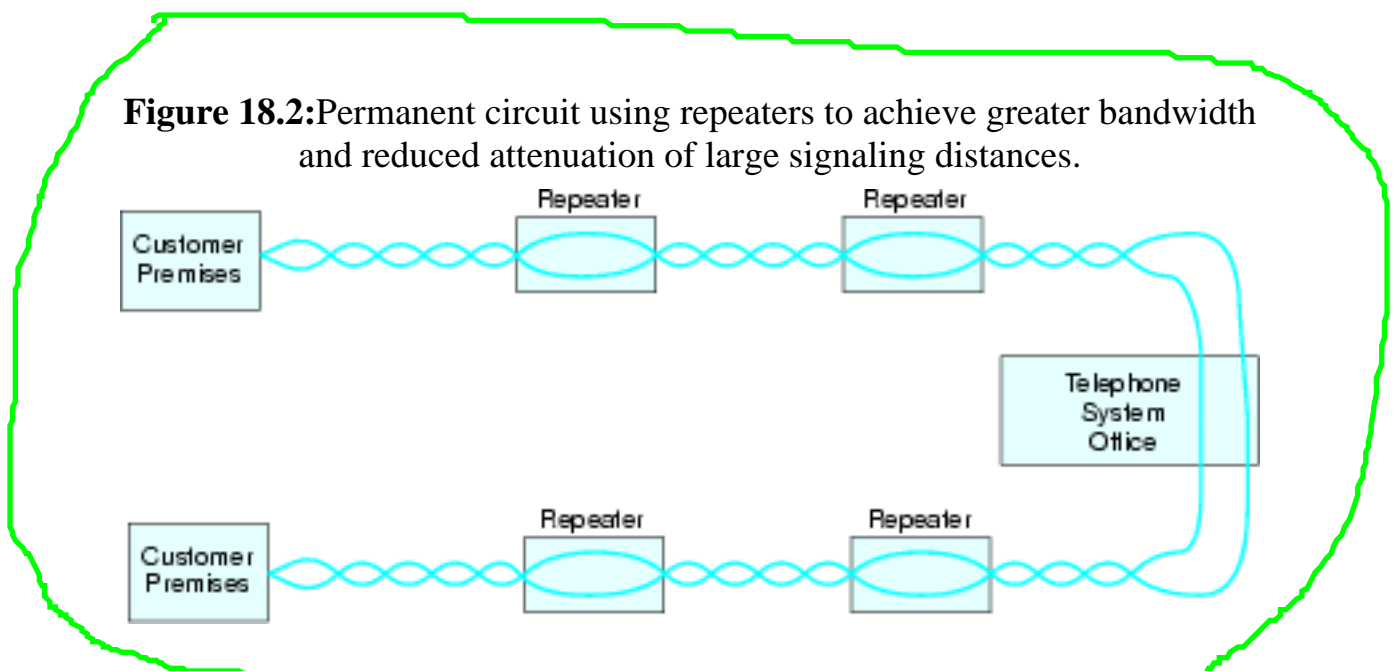 Figure 18.2:Permanent circuit using repeaters to achieve greater bandwidth
and reduced attenuation of large signaling distances.
Repeater
Repeater
Customer
Premises
Telephone
System
Office
Repeater
Repeater
Customer
Premises